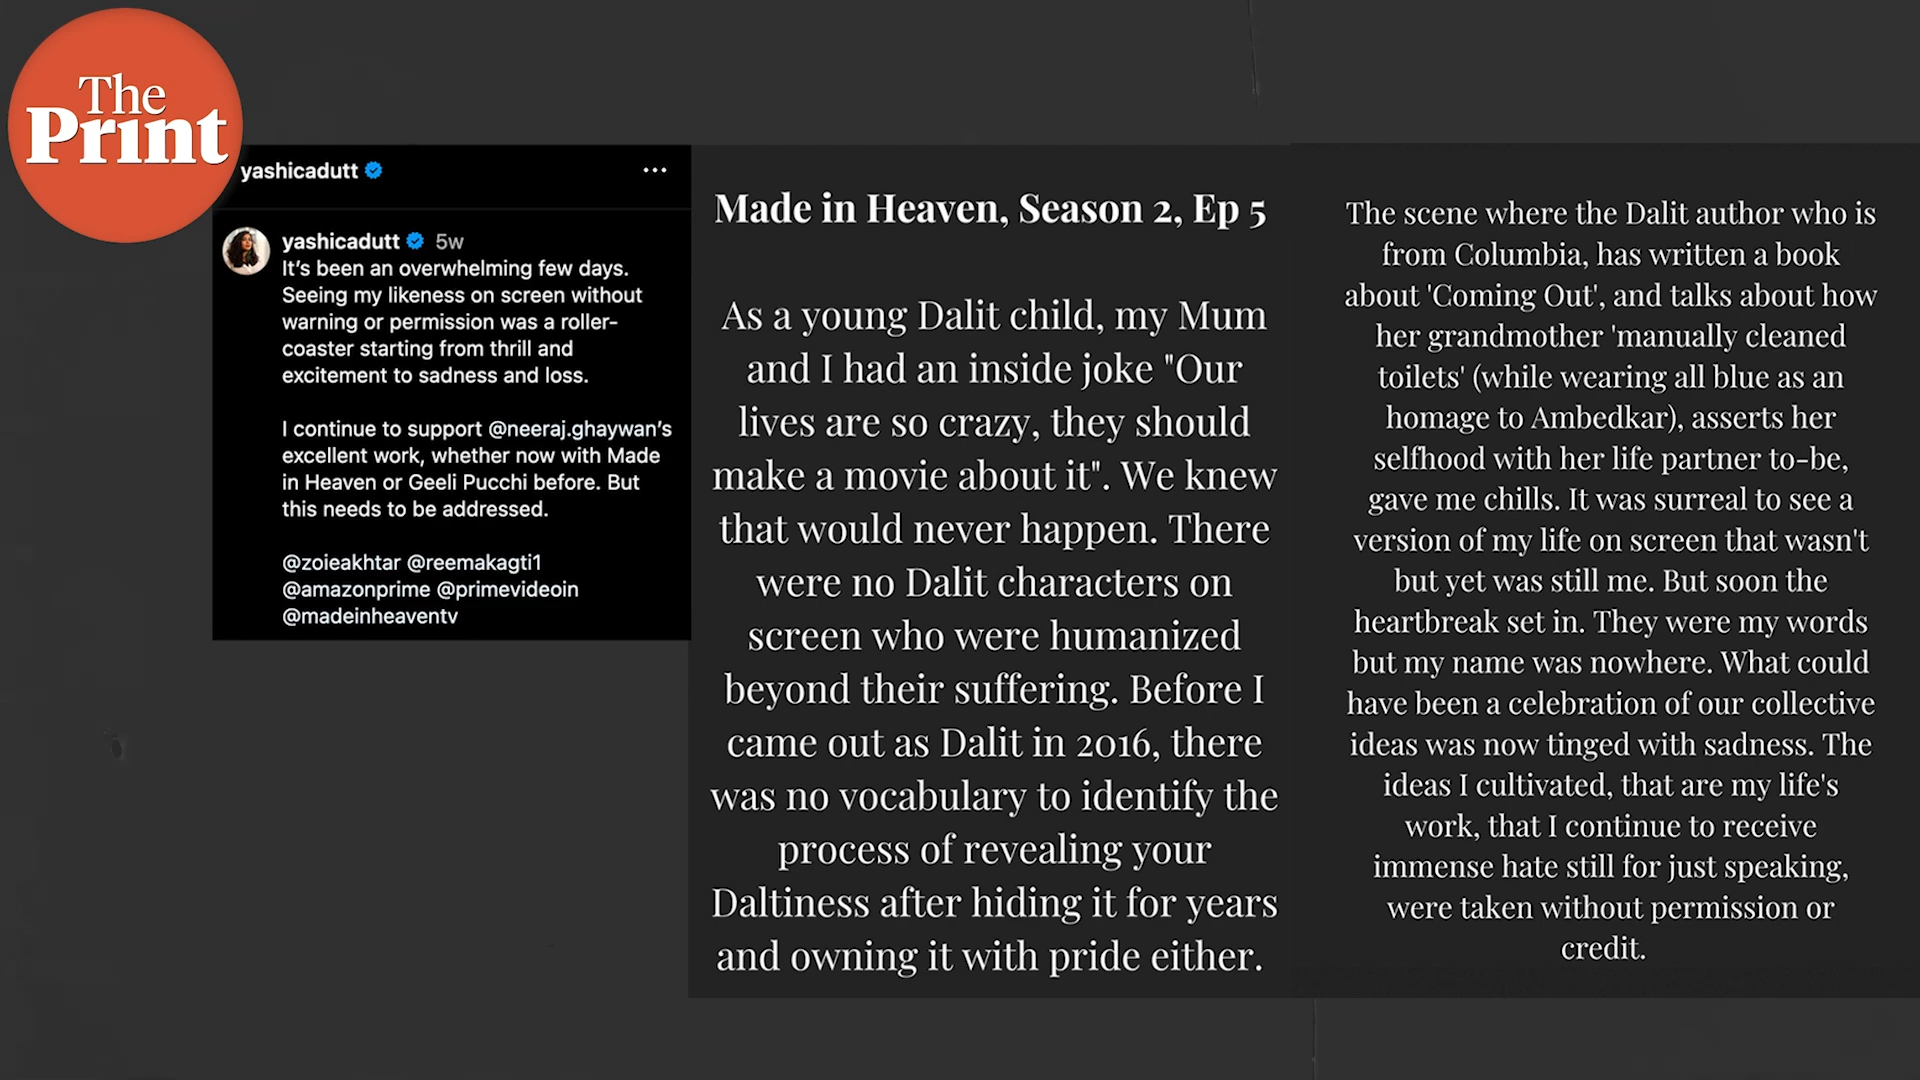 The
Print
yashicadutt
yashicadutt 5w
It's been an overwhelming few days.
Seeing my likeness on screen without
warning or permission was a roller-
coaster starting from thrill and
excitement to sadness and loss.
I continue to support @neeraj.ghaywan's
excellent work, whether now with Made
in Heaven or Geeli Pucchi before. But
this needs to be addressed.
@zoieakhtar @reemakagti1
@amazonprime @primevideoin
@madeinheaventv
Made in Heaven, Season 2, Ep 5
As a young Dalit child, my Mum
and I had an inside joke "Our
lives are so crazy, they should
make a movie about it". We knew
that would never happen. There
were no Dalit characters on
screen who were humanized
beyond their suffering. Before I
came out as Dalit in 2016, there
was no vocabulary to identify the
process of revealing your
Daltiness after hiding it for years
and owning it with pride either.
The scene where the Dalit author who is
from Columbia, has written a book
about 'Coming Out', and talks about how
her grandmother 'manually cleaned
toilets' (while wearing all blue as an
homage to Ambedkar), asserts her
selfhood with her life partner to-be,
gave me chills. It was surreal to see a
version of my life on screen that wasn't
but yet was still me. But soon the
heartbreak set in. They were my words
but my name was nowhere. What could
have been a celebration of our collective
ideas was now tinged with sadness. The
ideas I cultivated, that are my life's
work, that I continue to receive
immense hate still for just speaking,
were taken without permission or
credit.